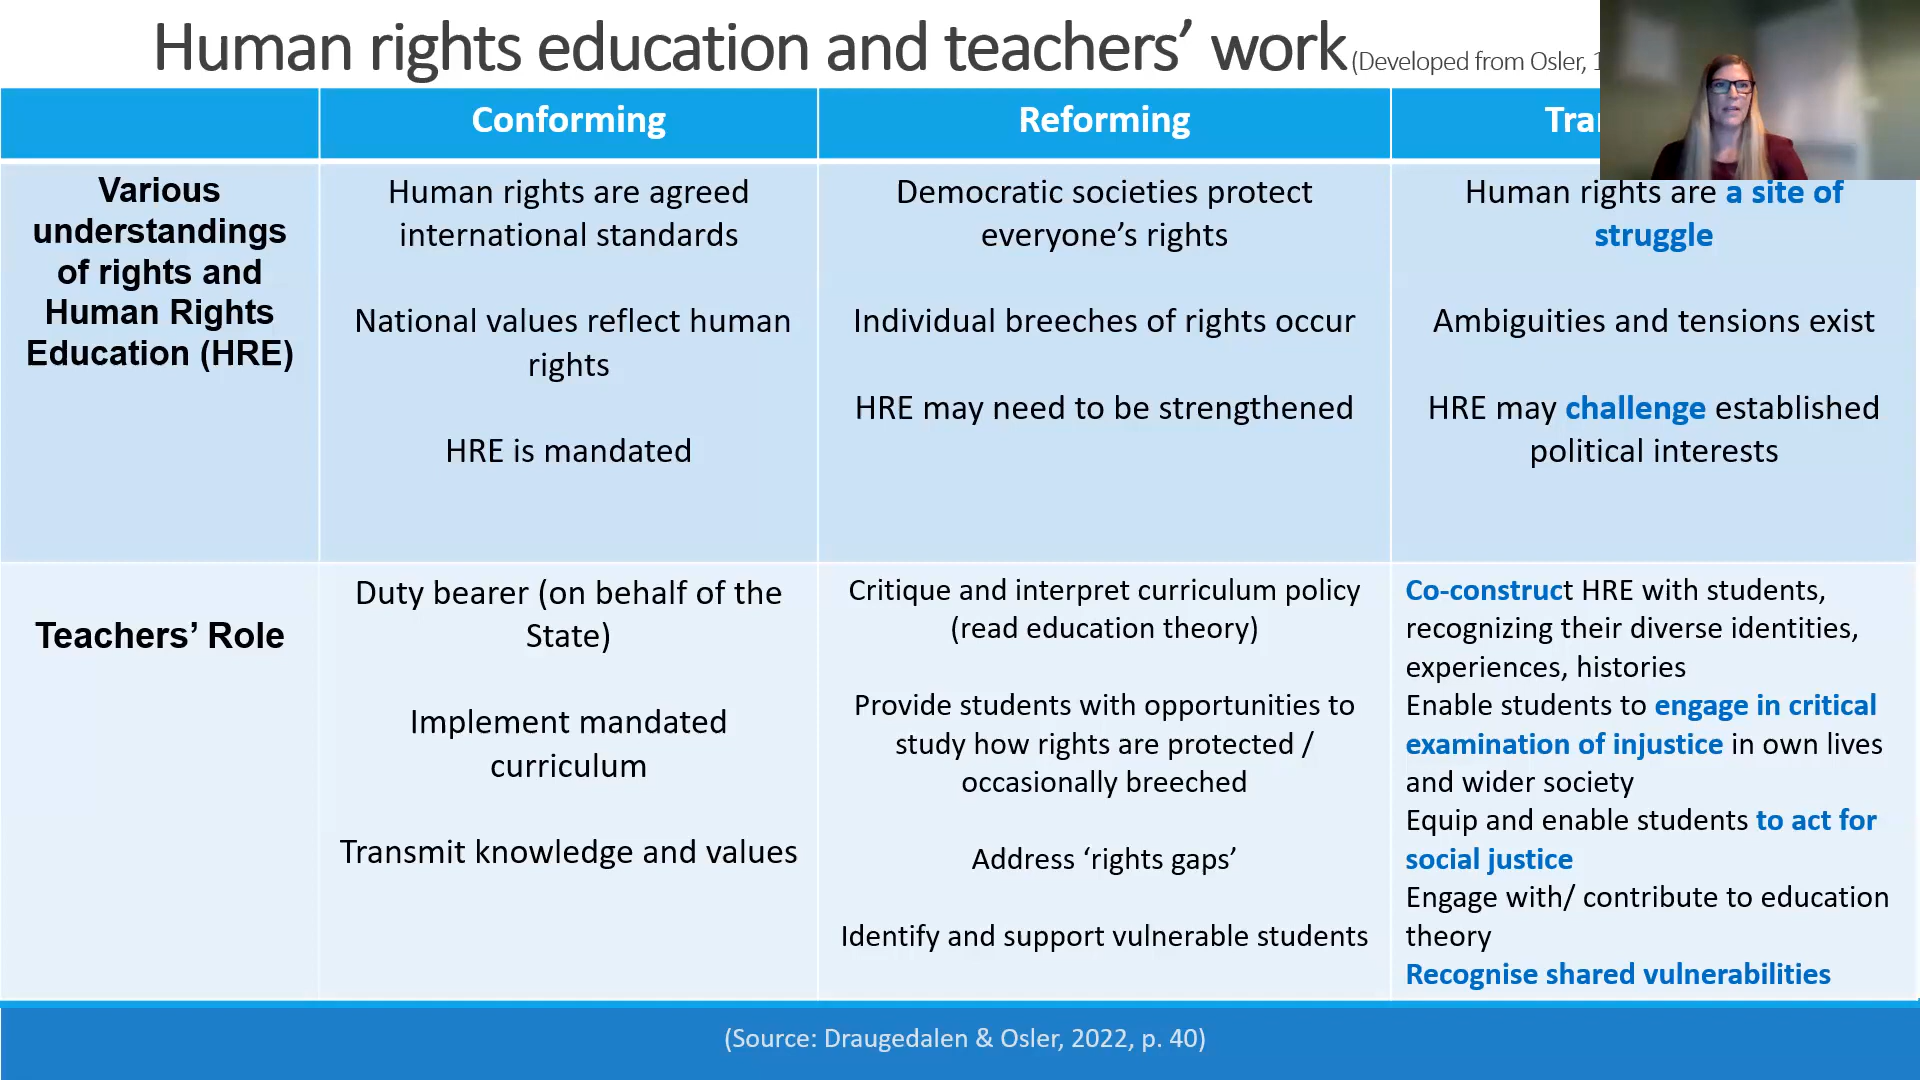 Human rights education and teachers’ work (Developed from Osler,
Conforming
Reforming
Various
understandings
of rights and
Human Rights
Education (HRE)
Human rights are agreed
international standards
National values reflect human
rights
HRE is mandated
Democratic societies protect
everyone’s rights
Individual breeches of rights occur
HRE may need to be strengthened
Human rights are a site of
struggle
Ambiguities and tensions exist
HRE may challenge established
political interests
Teachers’ Role
Duty bearer (on behalf of the
State)
Implement mandated
curriculum
Transmit knowledge and values
Critique and interpret curriculum policy
(read education theory)
Provide students with opportunities to
study how rights are protected /
occasionally breeched
Address ‘rights gaps’
Identify and support vulnerable students
Co-construct HRE with students,
recognizing their diverse identities,
experiences, histories
Enable students to engage in critical
examination of injustice in own lives
and wider society
Equip and enable students to act for
social justice
Engage with/ contribute to education
theory
Recognise shared vulnerabilities
(Source: Draugedalen & Osler, 2022, p. 40)